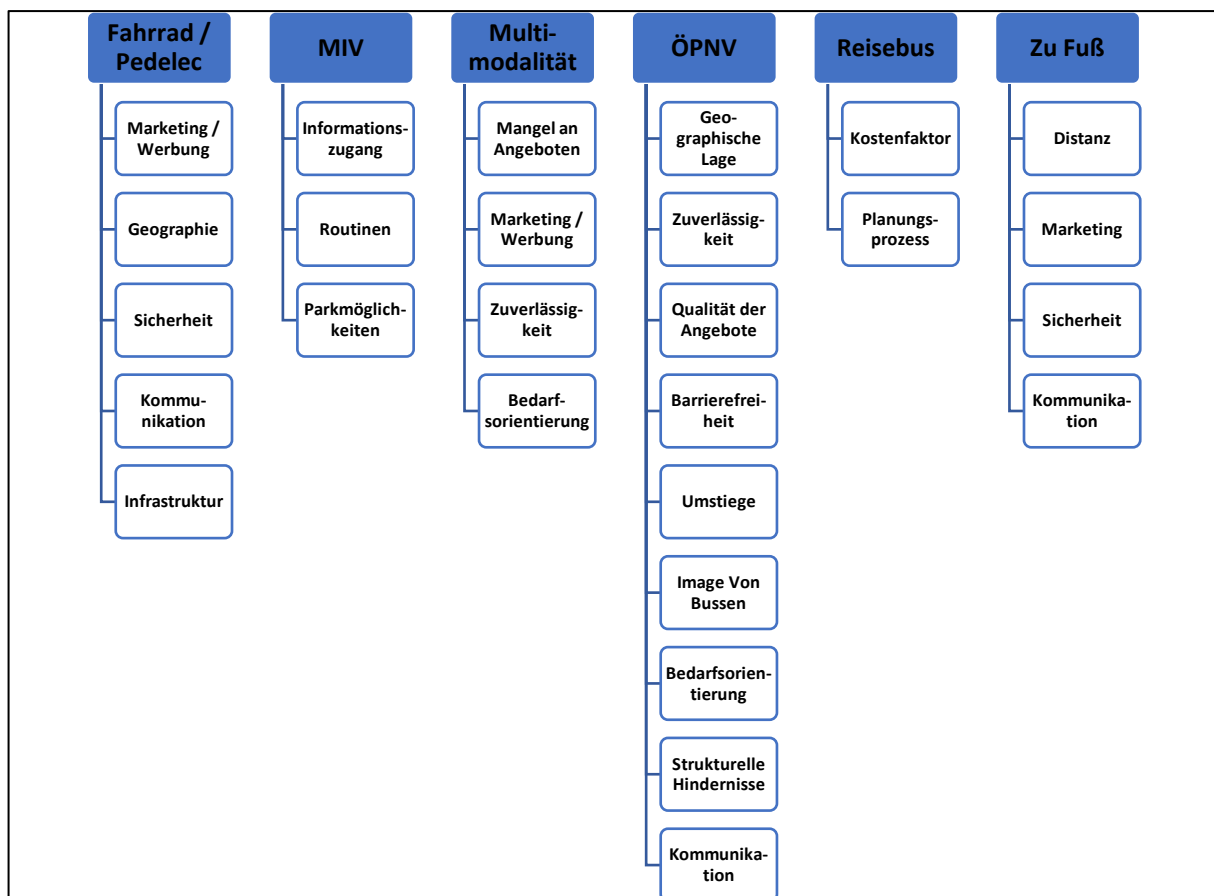 Fahrrad /
Pedelec
Marketing /
Werbung
Geographie
Sicherheit
Kommu-
nikation
Infrastruktur
MIV
Informations-
zugang
Routinen
Parkmöglich-
keiten
Multi-
modalität
Mangel an
Angeboten
Marketing /
Werbung
Zuverlässig-
keit
Bedarf-
sorientierung
ÖPNV
Geo-
graphische
Lage
Zuverlässig-
keit
Qualität der
Angebote
Barrierefrei-
heit
Umstiege
Image Von
Bussen
Bedarfsorien-
tierung
Strukturelle
Hindernisse
Kommunika-
tion
Reisebus
Kostenfaktor
Planungs-
prozess
Zu Fuß
Distanz
Marketing
Sicherheit
Kommunika-
tion